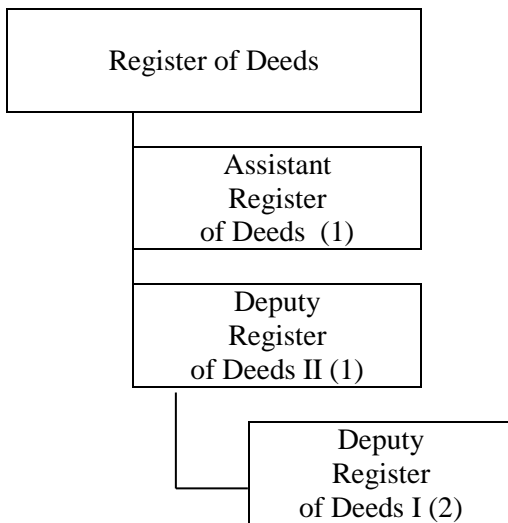 Register of Deeds
Assistant
Register
of Deeds (1)
Deputy
Register
of Deeds II (1)
Deputy
Register
of Deeds I (2)